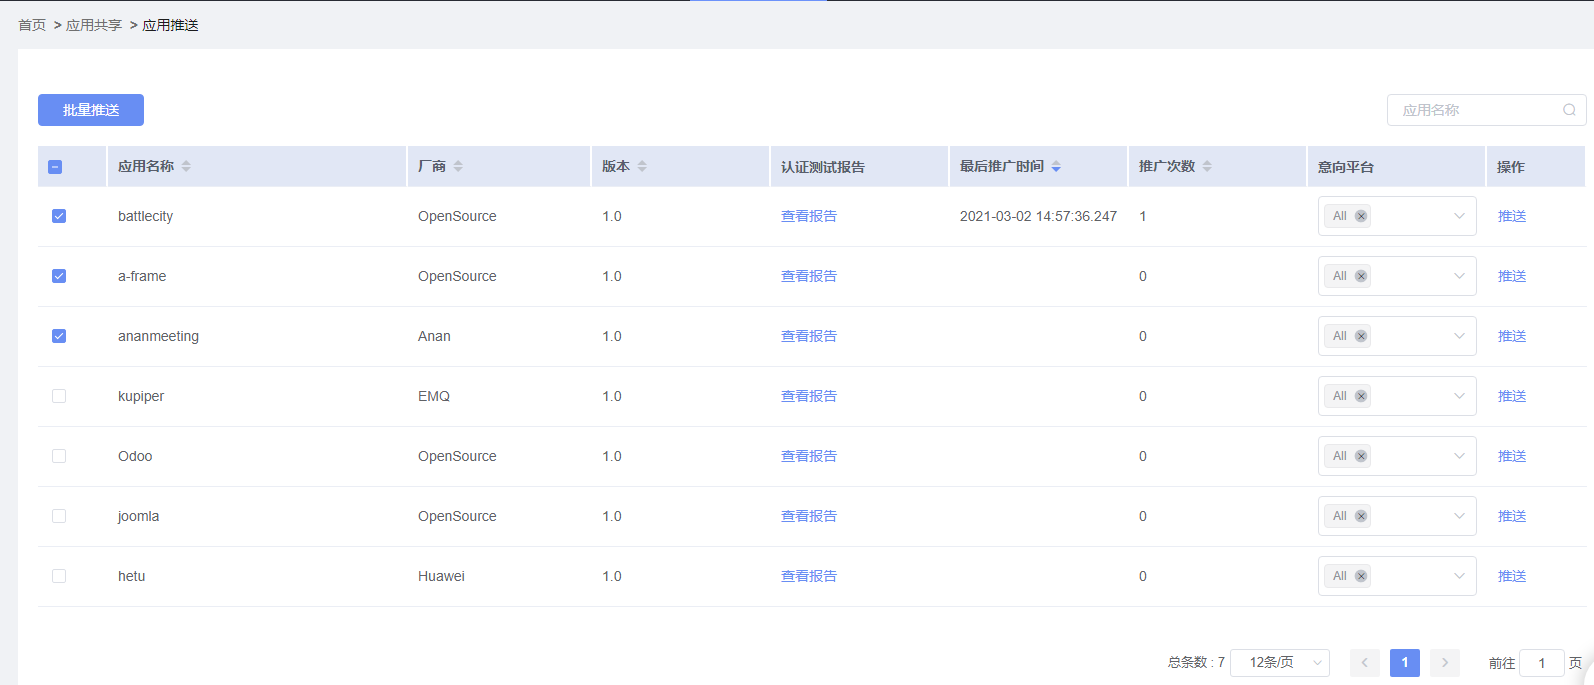 首页 > 应用共享 > 应用推送
批量推送
应用名称
应用名称 厂商 版本 认证测试报告 最后推广时间 推广次数 意向平台 操作
battlecity OpenSource 1.0 查看报告 2021-03-02 14:57:36.247 1 All 推送
a-frame OpenSource 1.0 查看报告 0 All 推送
ananmeeting Anan 1.0 查看报告 0 All 推送
kupiper EMQ 1.0 查看报告 0 All 推送
Odoo OpenSource 1.0 查看报告 0 All 推送
joomla OpenSource 1.0 查看报告 0 All 推送
hetu Huawei 1.0 查看报告 0 All 推送
总条数 : 7 12条/页 < 1 > 前往 1 页